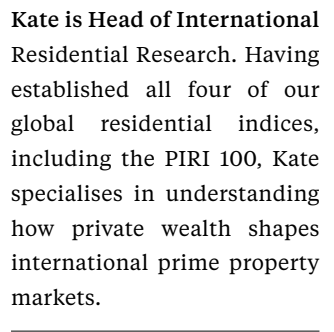 Kate is Head of International
Residential Research. Having
established all four of our
global residential indices,
including the PIRI 100, Kate
specialises in understanding
how private wealth shapes
international prime property
markets.